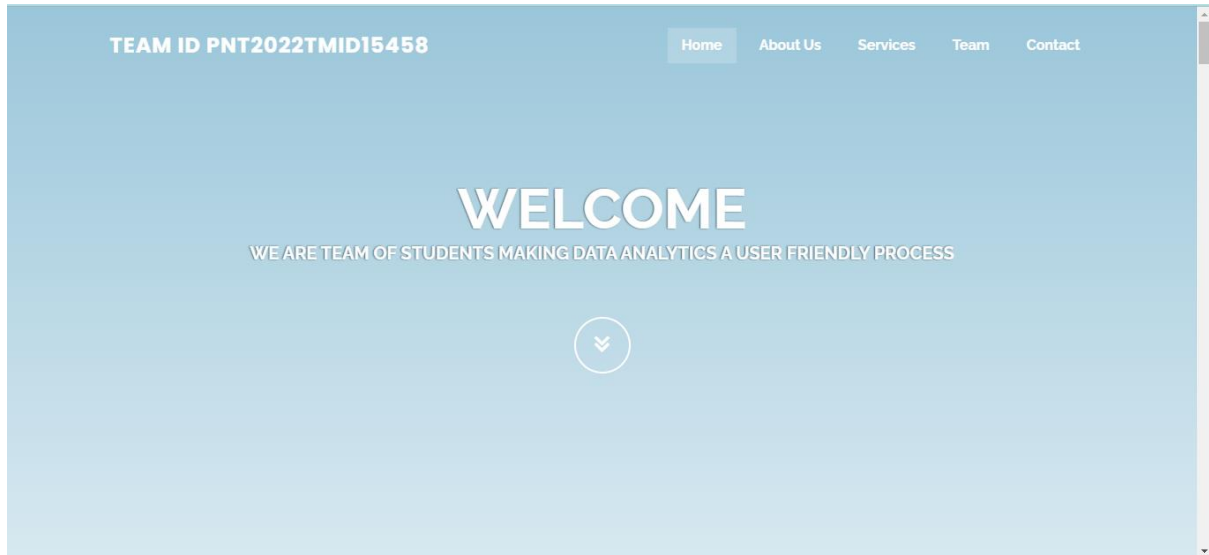 TEAM ID PNT2022TMID15458
Home About Us Services Team Contact
WELCOME
WE ARE TEAM OF STUDENTS MAKING DATA ANALYTICS A USER FRIENDLY PROCESS